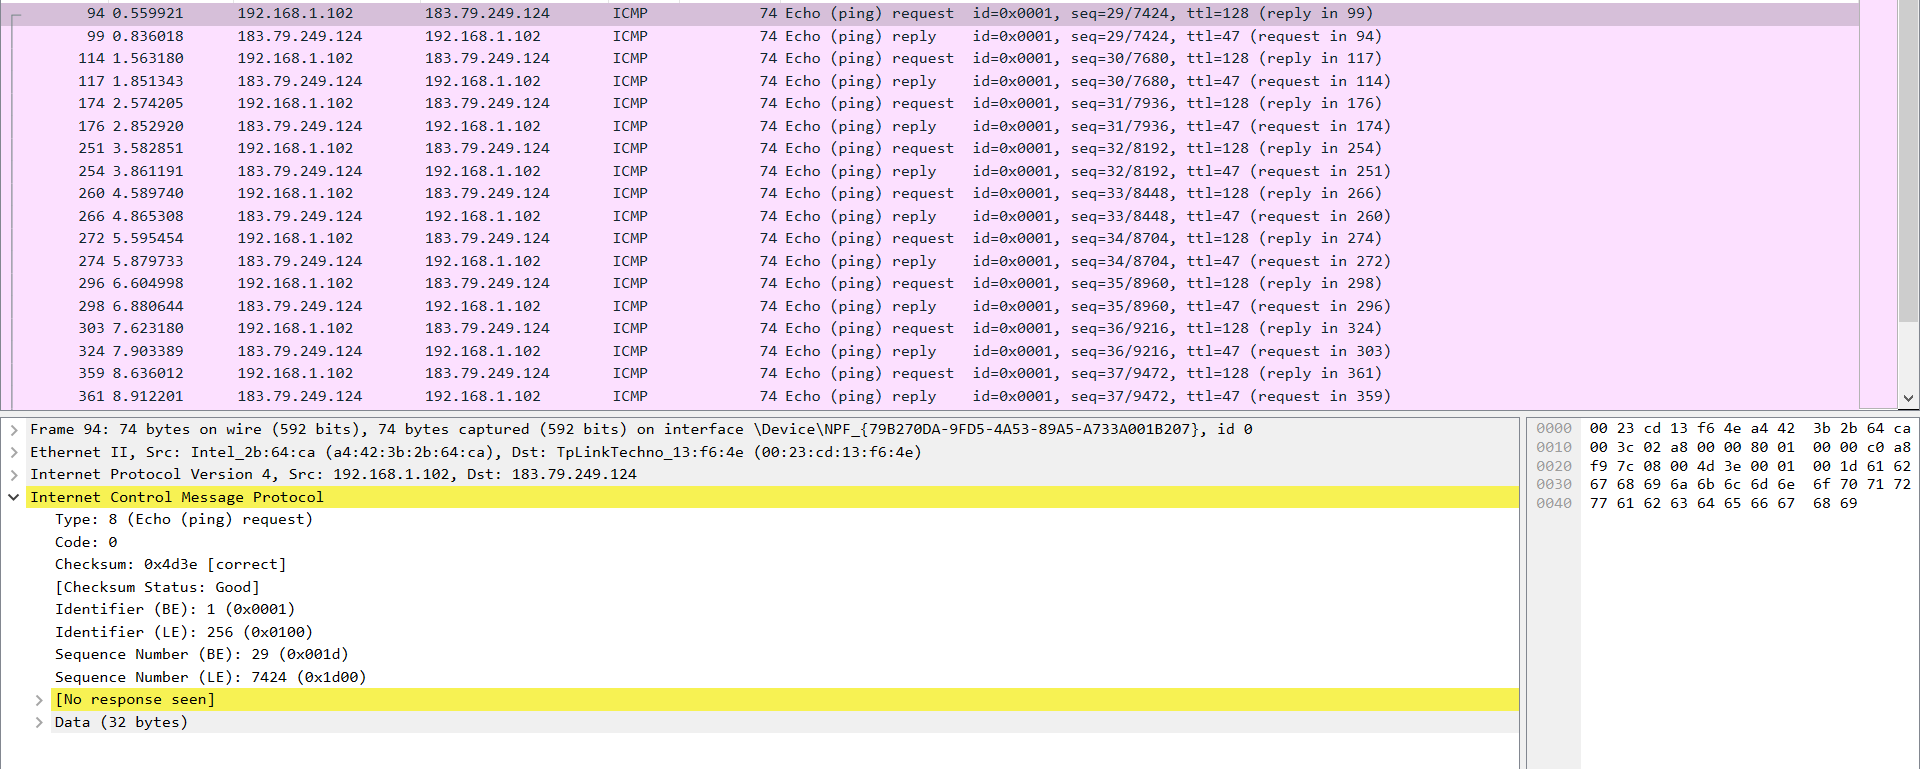 94 0.559921 192.168.1.102 183.79.249.124 ICMP 74 Echo (ping) request id=0x0001, seq=29/7424, ttl=128 (reply in 99)
99 0.836018 183.79.249.124 192.168.1.102 ICMP 74 Echo (ping) reply id=0x0001, seq=29/7424, ttl=47 (request in 94)
114 1.563180 192.168.1.102 183.79.249.124 ICMP 74 Echo (ping) request id=0x0001, seq=30/7680, ttl=128 (reply in 117)
117 1.851343 183.79.249.124 192.168.1.102 ICMP 74 Echo (ping) reply id=0x0001, seq=30/7680, ttl=47 (request in 114)
174 2.574205 192.168.1.102 183.79.249.124 ICMP 74 Echo (ping) request id=0x0001, seq=31/7936, ttl=128 (reply in 176)
176 2.852920 183.79.249.124 192.168.1.102 ICMP 74 Echo (ping) reply id=0x0001, seq=31/7936, ttl=47 (request in 174)
251 3.582851 192.168.1.102 183.79.249.124 ICMP 74 Echo (ping) request id=0x0001, seq=32/8192, ttl=128 (reply in 254)
254 3.861191 183.79.249.124 192.168.1.102 ICMP 74 Echo (ping) reply id=0x0001, seq=32/8192, ttl=47 (request in 251)
260 4.589740 192.168.1.102 183.79.249.124 ICMP 74 Echo (ping) request id=0x0001, seq=33/8448, ttl=128 (reply in 266)
266 4.865308 183.79.249.124 192.168.1.102 ICMP 74 Echo (ping) reply id=0x0001, seq=33/8448, ttl=47 (request in 260)
272 5.595454 192.168.1.102 183.79.249.124 ICMP 74 Echo (ping) request id=0x0001, seq=34/8704, ttl=128 (reply in 274)
274 5.879733 183.79.249.124 192.168.1.102 ICMP 74 Echo (ping) reply id=0x0001, seq=34/8704, ttl=47 (request in 272)
296 6.604998 192.168.1.102 183.79.249.124 ICMP 74 Echo (ping) request id=0x0001, seq=35/8960, ttl=128 (reply in 298)
298 6.880644 183.79.249.124 192.168.1.102 ICMP 74 Echo (ping) reply id=0x0001, seq=35/8960, ttl=47 (request in 296)
303 7.623180 192.168.1.102 183.79.249.124 ICMP 74 Echo (ping) request id=0x0001, seq=36/9216, ttl=128 (reply in 324)
324 7.903389 183.79.249.124 192.168.1.102 ICMP 74 Echo (ping) reply id=0x0001, seq=36/9216, ttl=47 (request in 303)
359 8.636012 192.168.1.102 183.79.249.124 ICMP 74 Echo (ping) request id=0x0001, seq=37/9472, ttl=128 (reply in 361)
361 8.912201 183.79.249.124 192.168.1.102 ICMP 74 Echo (ping) reply id=0x0001, seq=37/9472, ttl=47 (request in 359)
Frame 94: 74 bytes on wire (592 bits), 74 bytes captured (592 bits) on interface \Device\NPF_{79B270DA-9FD5-4A53-89A5-A733A001B207}, id 0
Ethernet II, Src: Intel_2b:64:ca (a4:42:3b:2b:64:ca), Dst: TpLinkTechno_13:f6:4e (00:23:cd:13:f6:4e)
Internet Protocol Version 4, Src: 192.168.1.102, Dst: 183.79.249.124
Internet Control Message Protocol
Type: 8 (Echo (ping) request)
Code: 0
Checksum: 0x4d3e [correct]
[Checksum Status: Good]
Identifier (BE): 1 (0x0001)
Identifier (LE): 256 (0x0100)
Sequence Number (BE): 29 (0x001d)
Sequence Number (LE): 7424 (0x1d00)
[No response seen]
Data (32 bytes)
0000 00 23 cd 13 f6 4e a4 42 3b 2b 64 ca
0010 00 3c 02 a8 00 00 80 01 00 00 c0 a8
0020 f9 7c 08 00 4d 3e 00 01 00 1d 61 62
0030 67 68 69 6a 6b 6c 6d 6e 6f 70 71 72
0040 77 61 62 63 64 65 66 67 68 69